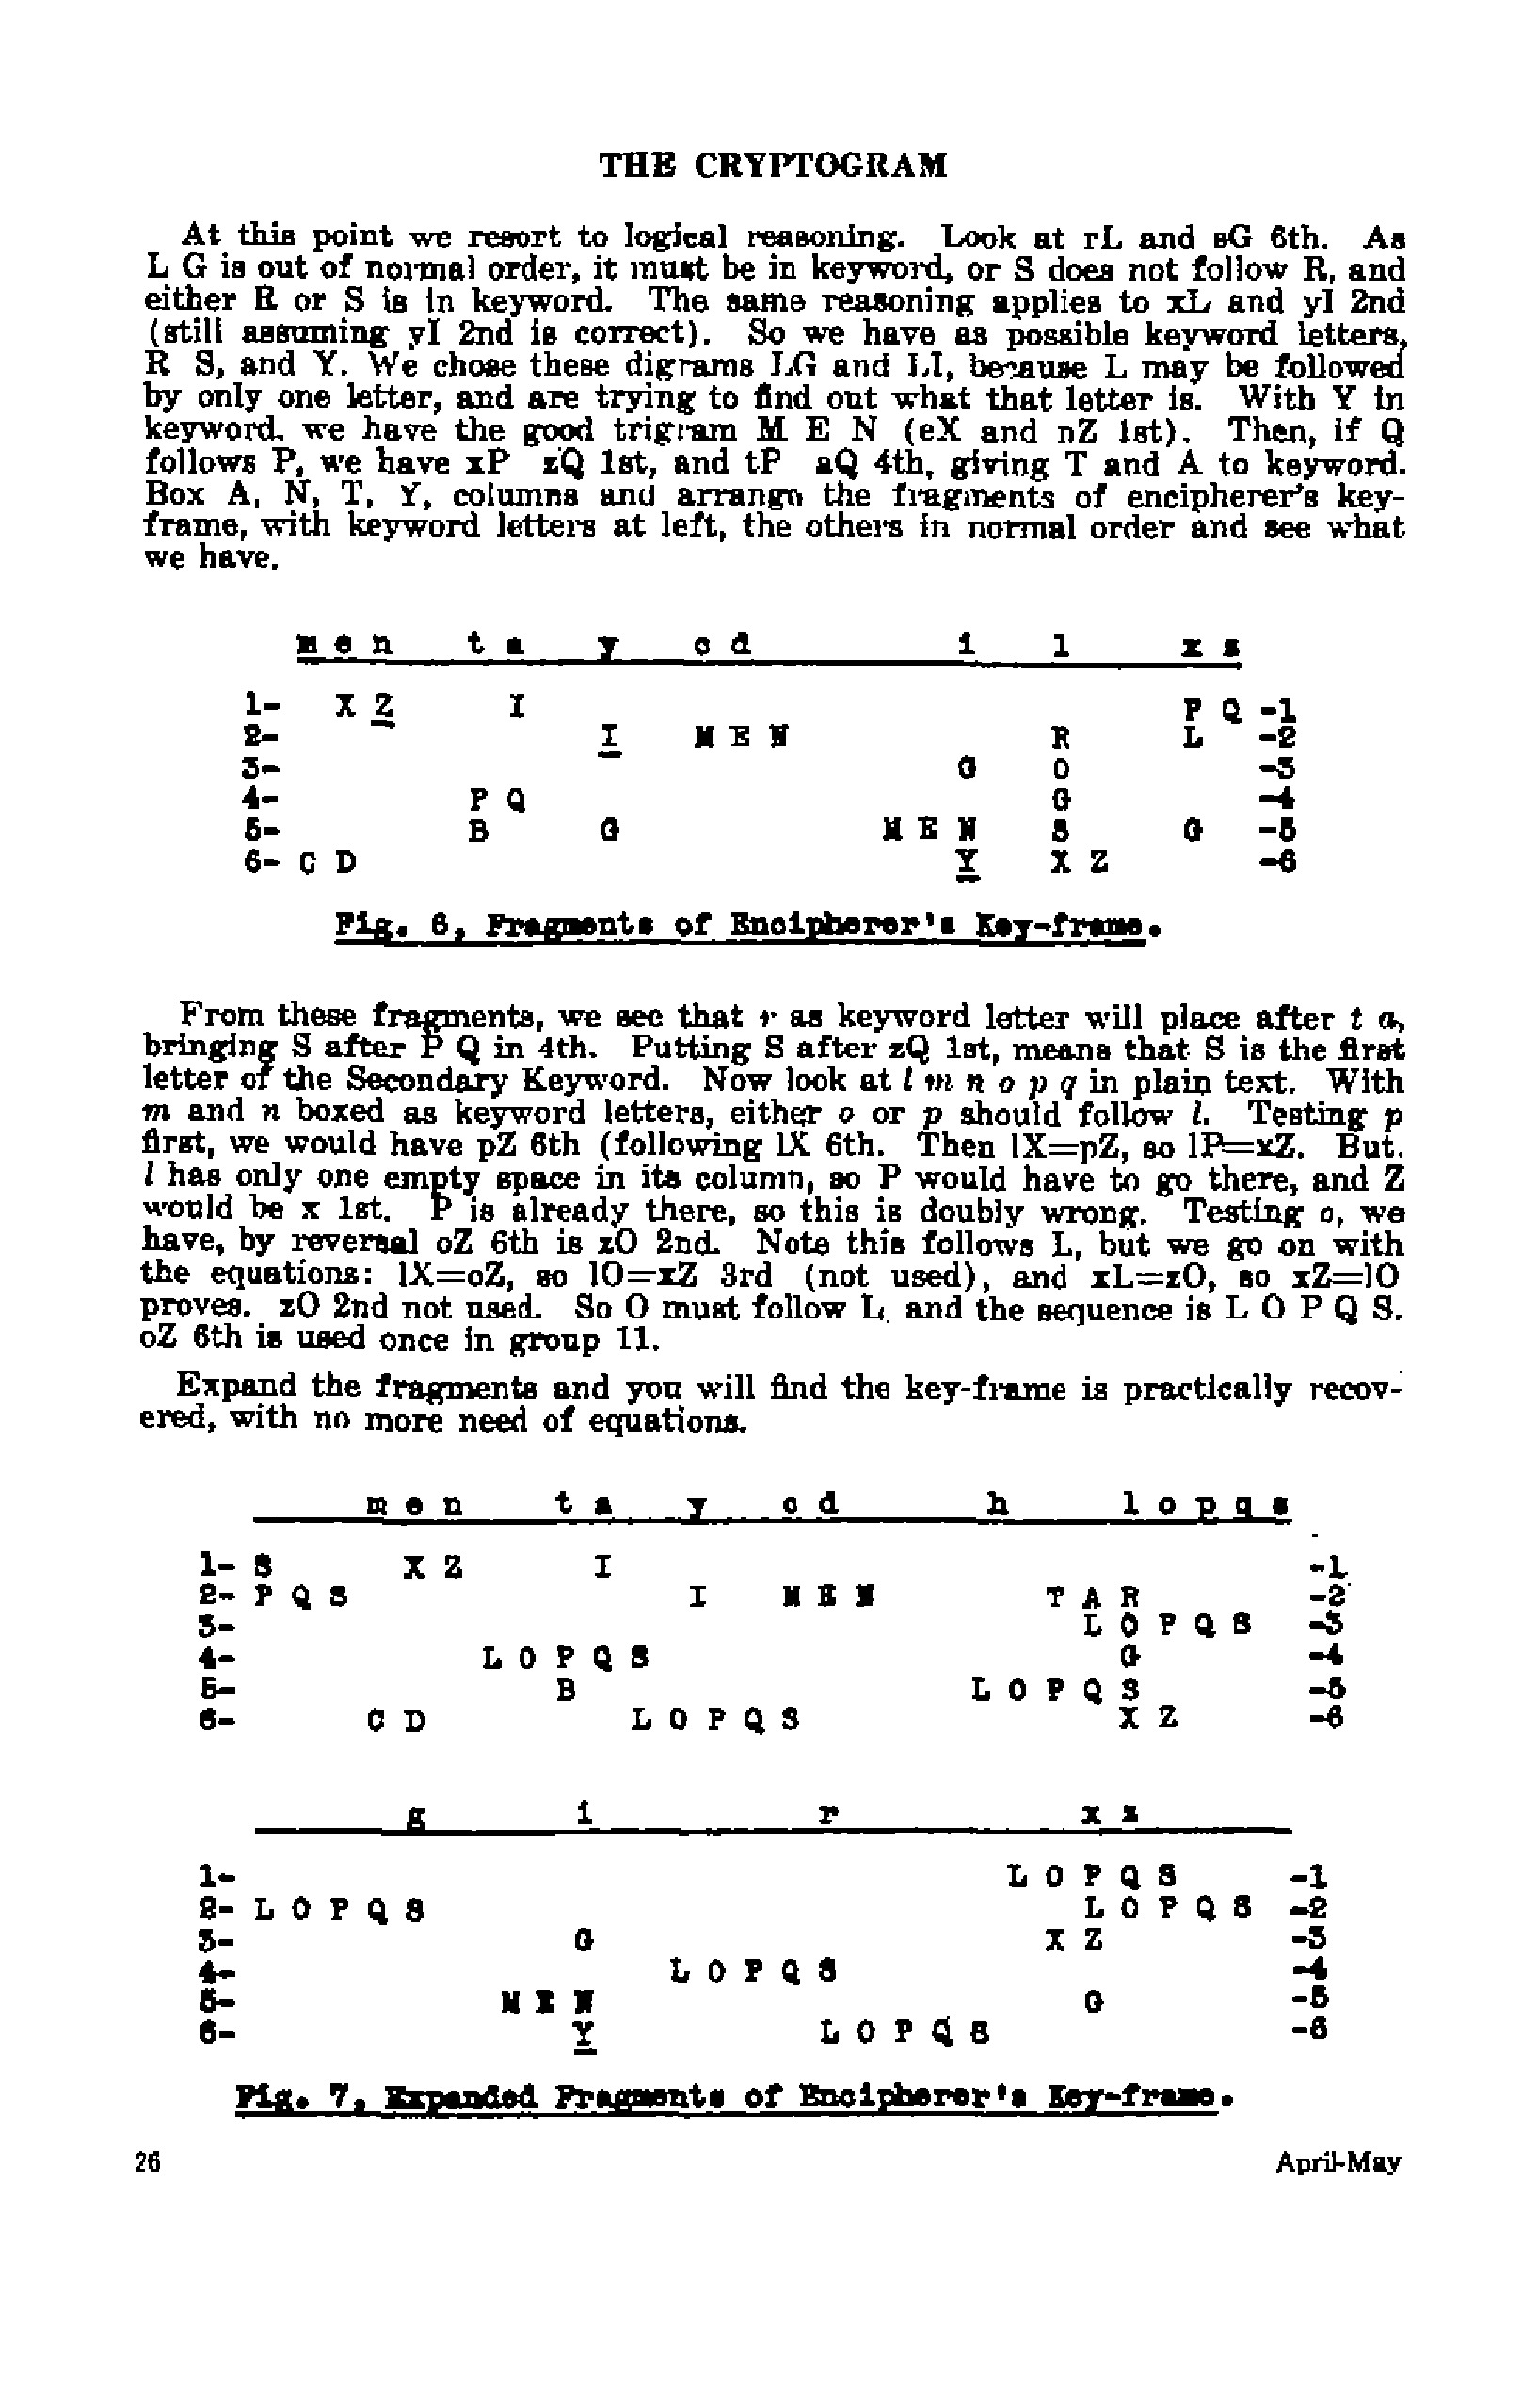 THE CRYPTOGRAM
At this point we resort to logical reasoning. Look at rL and sG 6th. As
L G is out of normal order, it must be in keyword, or S does not follow R, and
either R or S is in keyword. The same reasoning applies to xL and yI 2nd
(still assuming yI 2nd is correct). So we have as possible keyword letters,
R S, and Y. We chose these digrams LG and LI, because L may be followed
by only one letter, and are trying to find out what that letter is. With Y in
keyword. we have the good trigram M E N (eX and nZ 1st). Then, if Q
follows P, we have xP zQ 1st, and tP aQ 4th, giving T and A to keyword.
Box A, N, T, Y, columns and arrange the fragments of encipherer's key-
frame, with keyword letters at left, the others in normal order and see what
we have.
m e n t a y c d i l x z
1- X Z I P Q -1
2- I M E N R L -2
3- G O -3
4- P Q G -4
5- B G M E N S G -5
6- C D Y X Z -6
Fig. 6, Fragments of Encipherer's Key-frame.
From these fragments, we see that r as keyword letter will place after t a,
bringing S after P Q in 4th. Putting S after zQ 1st, means that S is the first
letter of the Secondary Keyword. Now look at l m n o p q in plain text. With
m and n boxed as keyword letters, either o or p should follow l. Testing p
first, we would have pZ 6th (following lX 6th. Then lX=pZ, so lP=xZ. But.
l has only one empty space in its column, so P would have to go there, and Z
would be x 1st. P is already there, so this is doubly wrong. Testing o, we
have, by reversal oZ 6th is zO 2nd. Note this follows L, but we go on with
the equations: lX=oZ, so lO=xZ 3rd (not used), and xL=zO, so xZ=lO
proves. zO 2nd not used. So O must follow L. and the sequence is L O P Q S.
oZ 6th is used once in group 11.
Expand the fragments and you will find the key-frame is practically recov-
ered, with no more need of equations.
m e n t a y c d h l o p q s
1- S X Z I -1
2- P Q S I M E N T A R -2
3- L O P Q S -3
4- L O P Q S G -4
5- B L O P Q S -5
6- C D L O P Q S X Z -6
g i r x z
1- L O P Q S -1
2- L O P Q S L O P Q S -2
3- G X Z -3
4- L O P Q S -4
5- M E N G -5
6- Y L O P Q S -6
Fig. 7, Expanded Fragments of Encipherer's Key-frame.
26 April-May